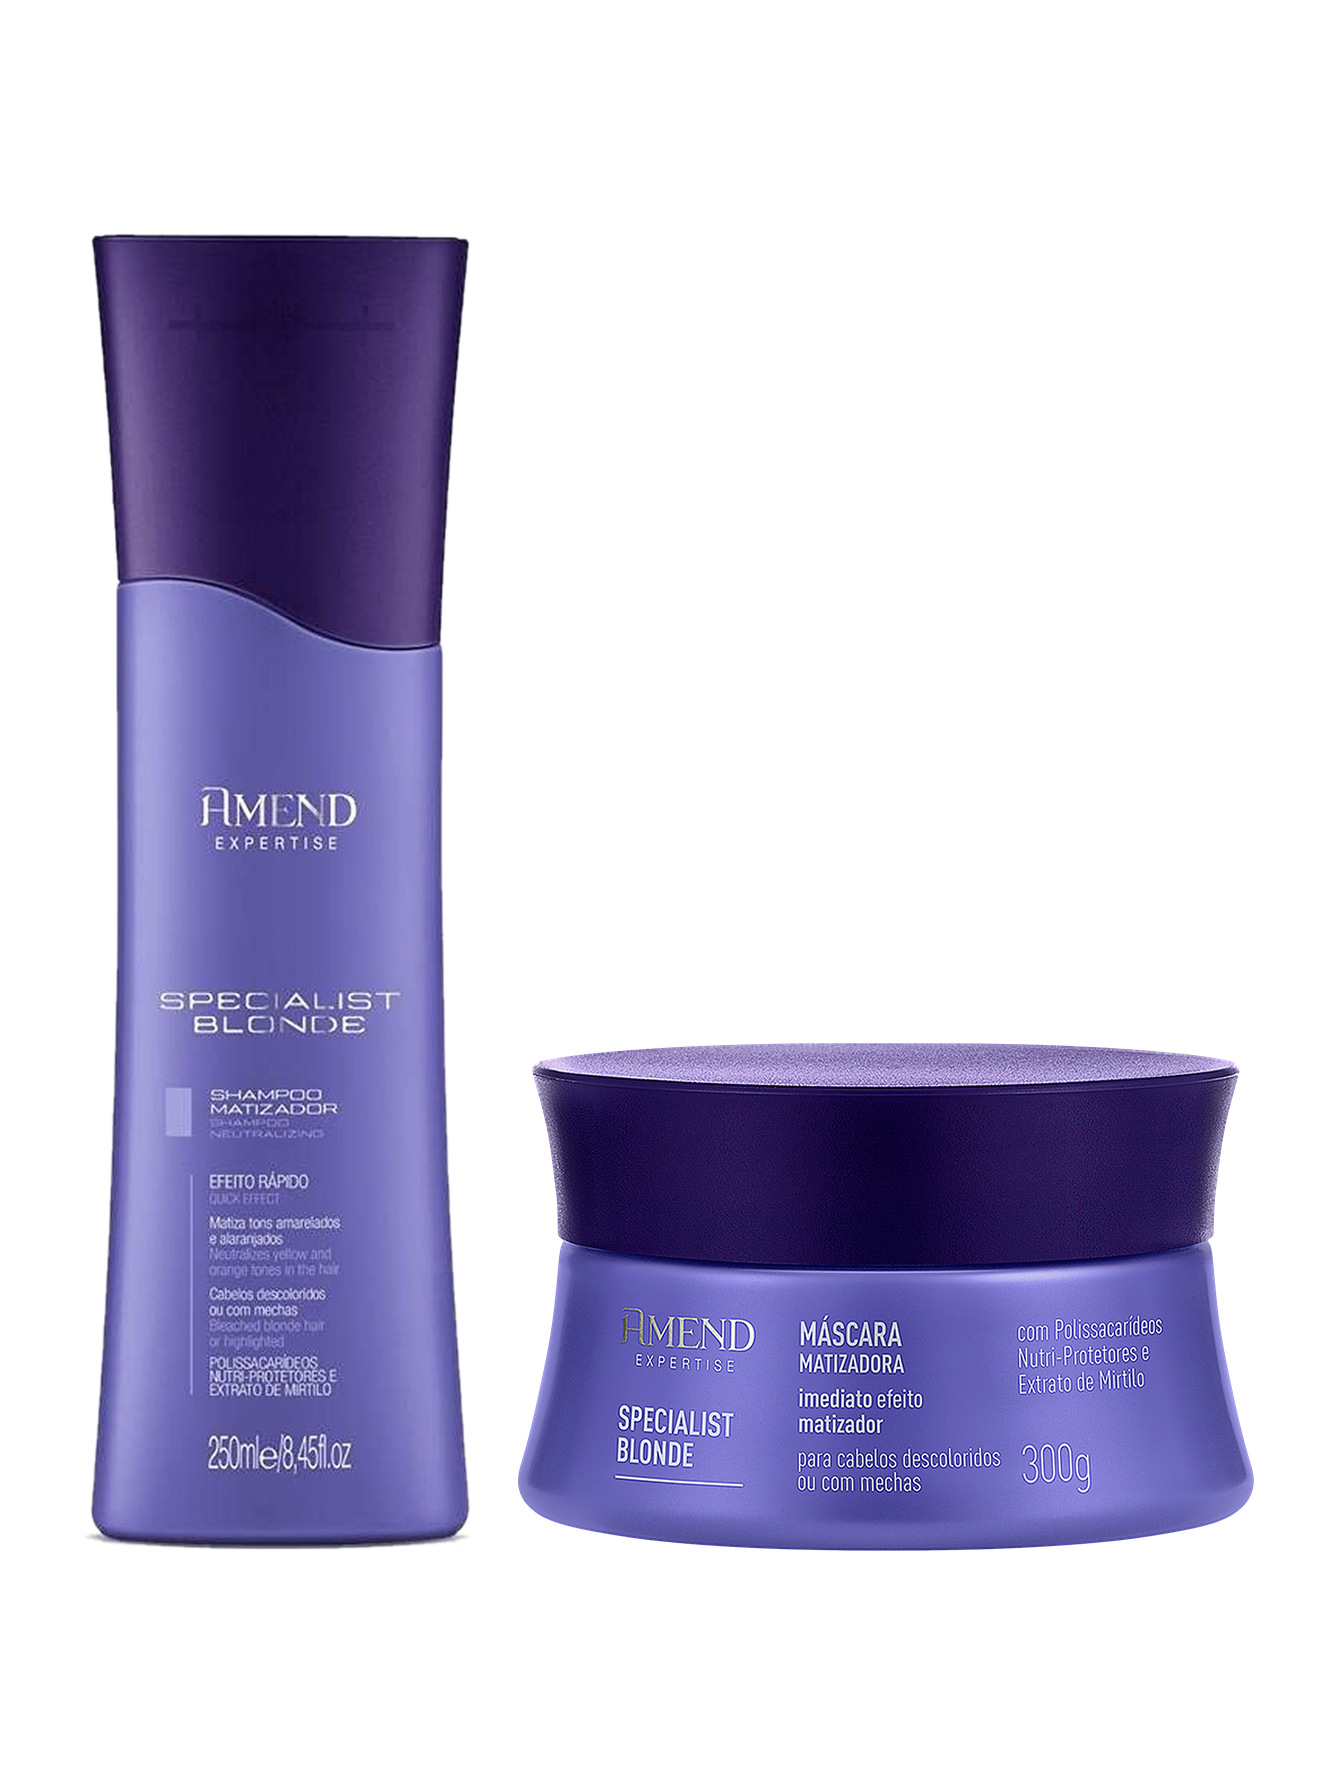 AMEND
EXPERTISE
SPECIALIST
BLONDE
SHAMPOO
MATIZADOR
SHAMPOO
NEUTRALIZING
EFEITO RÁPIDO
QUICK EFFECT
Matiza tons amarelados
e alaranjados
Neutralizes yellow and
orange tones in the hair
Cabelos descoloridos
ou com mechas
Bleached blonde hair
or highlighted
POLISSACARÍDEOS
NUTRI-PROTETORES E
EXTRATO DE MIRTILO
250mle/8,45fl.oz
AMEND
EXPERTISE
SPECIALIST
BLONDE
MÁSCARA
MATIZADORA
imediato efeito
matizador
para cabelos descoloridos
ou com mechas
com Polissacarídeos
Nutri-Protetores e
Extrato de Mirtilo
300g